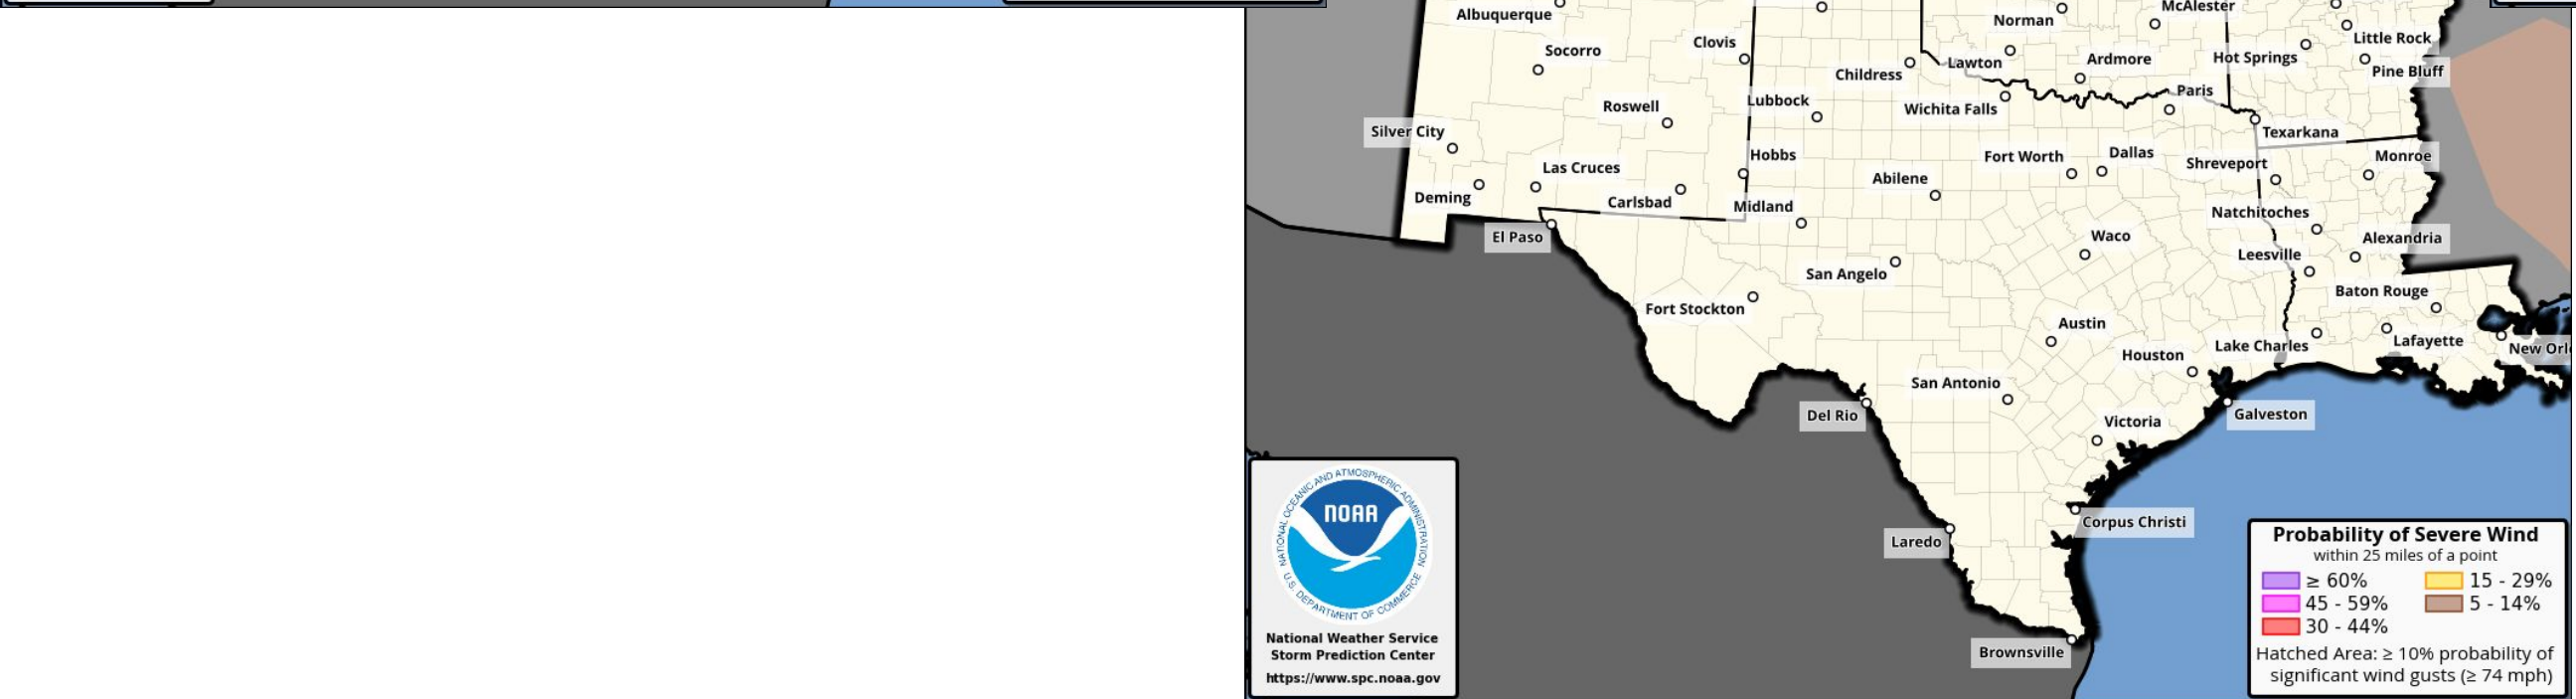 Albuquerque
Norman
McAlester
Socorro
Clovis
Little Rock
Lawton
Ardmore
Hot Springs
Childress
Pine Bluff
Roswell
Lubbock
Wichita Falls
Paris
Silver City
Texarkana
Las Cruces
Hobbs
Fort Worth
Dallas
Shreveport
Monroe
Abilene
Deming
Carlsbad
Midland
Natchitoches
El Paso
Waco
Alexandria
Leesville
San Angelo
Baton Rouge
Fort Stockton
Austin
Lake Charles
Lafayette
New Orl
Houston
San Antonio
Del Rio
Victoria
Galveston
Corpus Christi
Laredo
Brownsville
NATIONAL OCEANIC AND ATMOSPHERIC ADMINISTRATION
NOAA
U.S. DEPARTMENT OF COMMERCE
National Weather Service
Storm Prediction Center
https://www.spc.noaa.gov
Probability of Severe Wind
within 25 miles of a point
≥ 60% 15 - 29%
45 - 59% 5 - 14%
30 - 44%
Hatched Area: ≥ 10% probability of
significant wind gusts (≥ 74 mph)